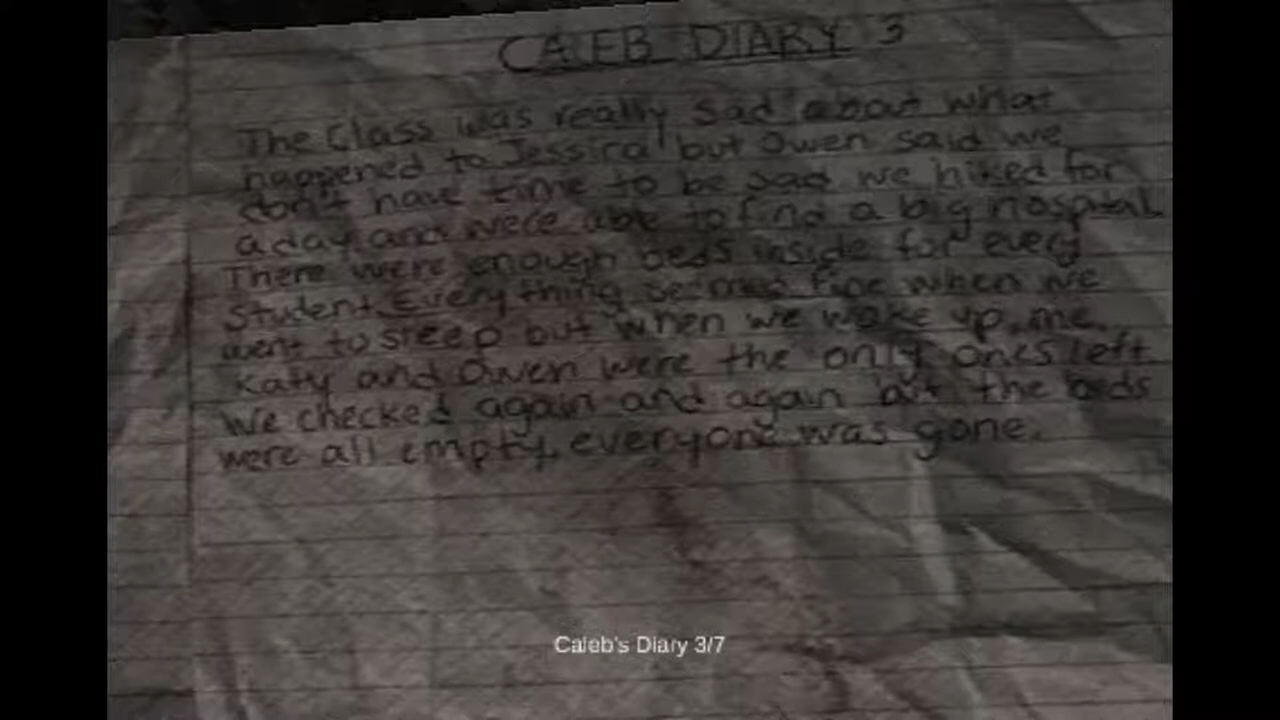 CALEB DIARY 3
The Class was really sad about what
happened to Jessica but Owen said we
don't have time to be sad we hiked for
a day and were able to find a big hospital
There were enough beds inside for every
student. Everything seemed fine when we
went to sleep but when we woke up, me,
Katy and Owen were the only ones left
We checked again and again but the beds
were all empty, everyone was gone.
Caleb's Diary 3/7